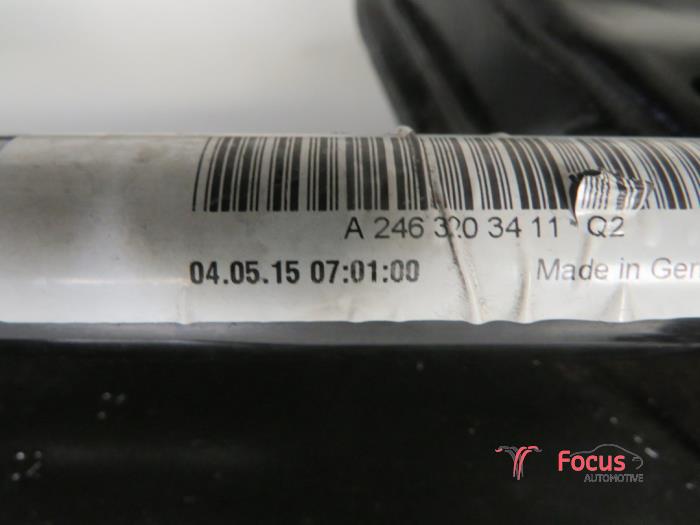 A 246 320 34 11 Q2
04.05.15 07:01:00 Made in Ger
Focus
AUTOMOTIVE